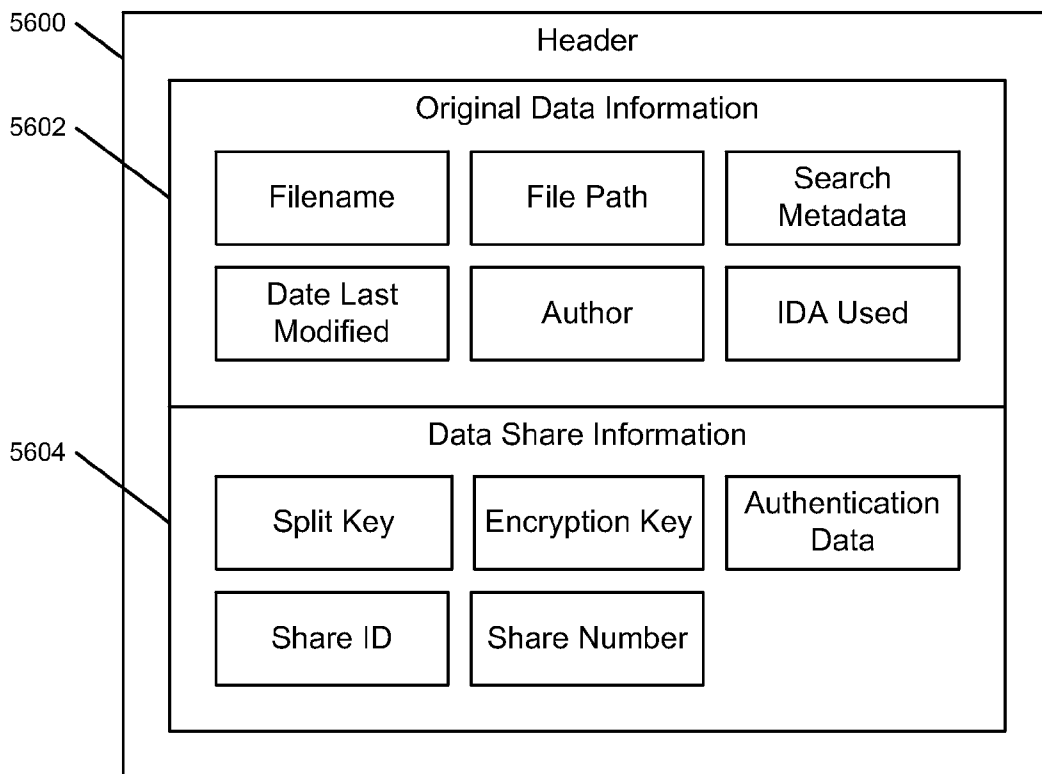 5600
Header
5602
Original Data Information
Filename
File Path
Search
Metadata
Date Last
Modified
Author
IDA Used
5604
Data Share Information
Split Key
Encryption Key
Authentication
Data
Share ID
Share Number